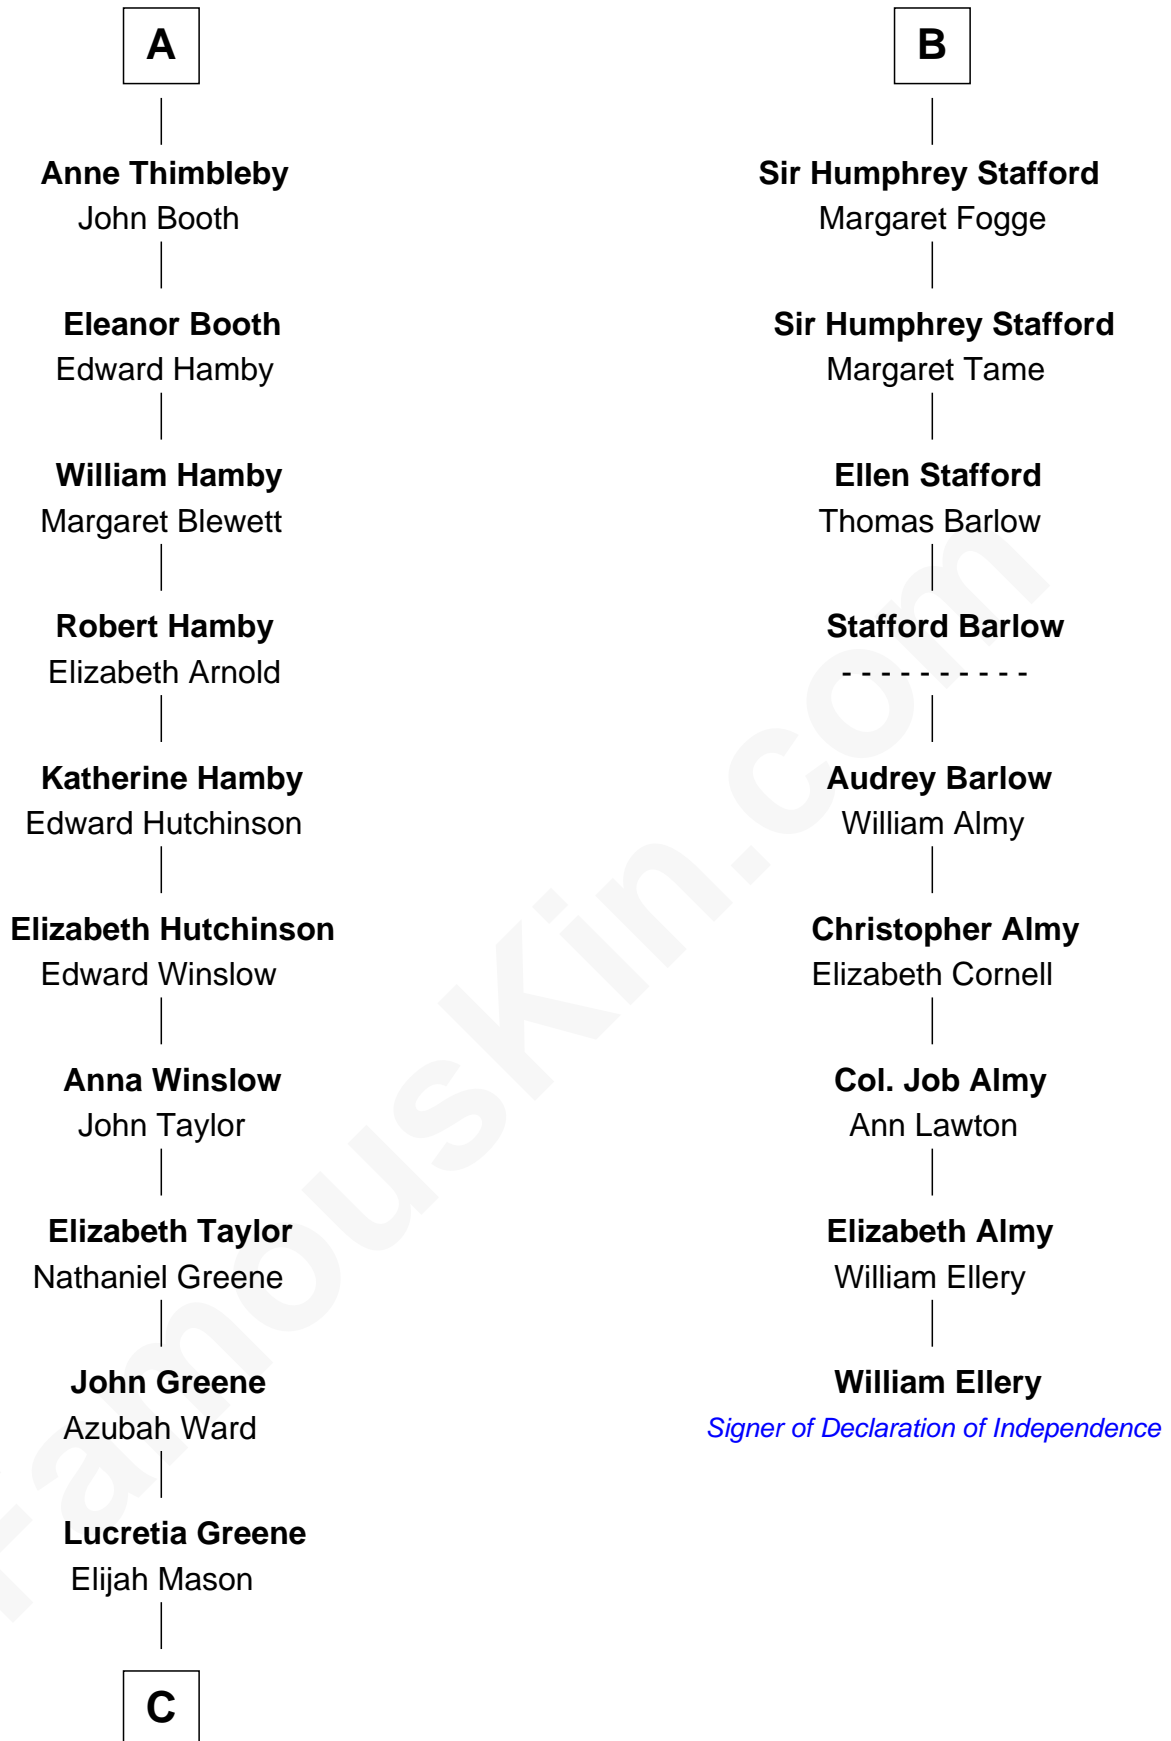 A
Anne Thimbleby
John Booth
Eleanor Booth
Edward Hamby
William Hamby
Margaret Blewett
Robert Hamby
Elizabeth Arnold
Katherine Hamby
Edward Hutchinson
Elizabeth Hutchinson
Edward Winslow
Anna Winslow
John Taylor
Elizabeth Taylor
Nathaniel Greene
John Greene
Azubah Ward
Lucretia Greene
Elijah Mason
C
B
Sir Humphrey Stafford
Margaret Fogge
Sir Humphrey Stafford
Margaret Tame
Ellen Stafford
Thomas Barlow
Stafford Barlow
- - - - - - - - - -
Audrey Barlow
William Almy
Christopher Almy
Elizabeth Cornell
Col. Job Almy
Ann Lawton
Elizabeth Almy
William Ellery
William Ellery
Signer of Declaration of Independence
FamousKin.com